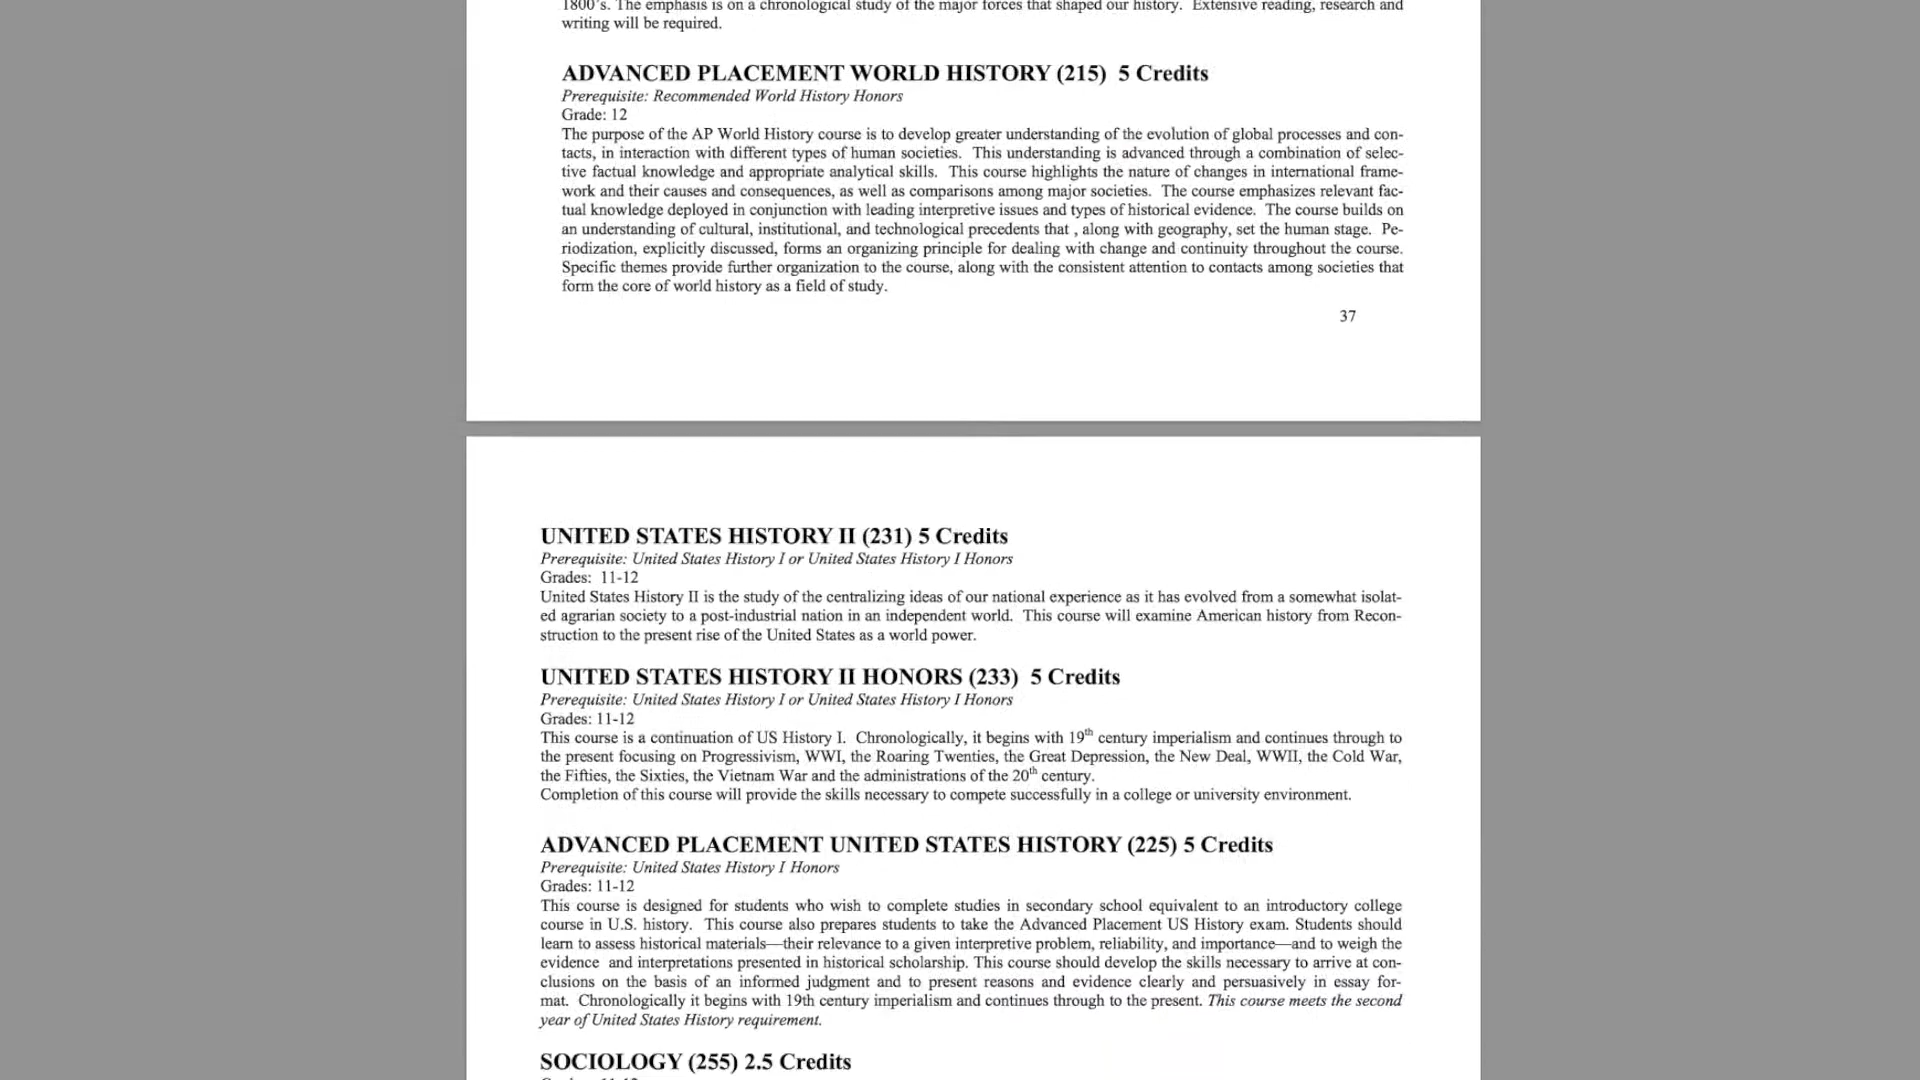 1800's. The emphasis is on a chronological study of the major forces that shaped our history.  Extensive reading, research and
writing will be required.
ADVANCED PLACEMENT WORLD HISTORY (215)  5 Credits
Prerequisite: Recommended World History Honors
Grade: 12
The purpose of the AP World History course is to develop greater understanding of the evolution of global processes and con-
tacts, in interaction with different types of human societies.  This understanding is advanced through a combination of selec-
tive factual knowledge and appropriate analytical skills.  This course highlights the nature of changes in international frame-
work and their causes and consequences, as well as comparisons among major societies.  The course emphasizes relevant fac-
tual knowledge deployed in conjunction with leading interpretive issues and types of historical evidence.  The course builds on
an understanding of cultural, institutional, and technological precedents that , along with geography, set the human stage.  Pe-
riodization, explicitly discussed, forms an organizing principle for dealing with change and continuity throughout the course.
Specific themes provide further organization to the course, along with the consistent attention to contacts among societies that
form the core of world history as a field of study.
37
UNITED STATES HISTORY II (231) 5 Credits
Prerequisite: United States History I or United States History I Honors
Grades:  11-12
United States History II is the study of the centralizing ideas of our national experience as it has evolved from a somewhat isolat-
ed agrarian society to a post-industrial nation in an independent world.  This course will examine American history from Recon-
struction to the present rise of the United States as a world power.
UNITED STATES HISTORY II HONORS (233)  5 Credits
Prerequisite: United States History I or United States History I Honors
Grades: 11-12
This course is a continuation of US History I.  Chronologically, it begins with 19th century imperialism and continues through to
the present focusing on Progressivism, WWI, the Roaring Twenties, the Great Depression, the New Deal, WWII, the Cold War,
the Fifties, the Sixties, the Vietnam War and the administrations of the 20th century.
Completion of this course will provide the skills necessary to compete successfully in a college or university environment.
ADVANCED PLACEMENT UNITED STATES HISTORY (225) 5 Credits
Prerequisite: United States History I Honors
Grades: 11-12
This course is designed for students who wish to complete studies in secondary school equivalent to an introductory college
course in U.S. history.  This course also prepares students to take the Advanced Placement US History exam. Students should
learn to assess historical materials—their relevance to a given interpretive problem, reliability, and importance—and to weigh the
evidence  and interpretations presented in historical scholarship. This course should develop the skills necessary to arrive at con-
clusions on the basis of an informed judgment and to present reasons and evidence clearly and persuasively in essay for-
mat.  Chronologically it begins with 19th century imperialism and continues through to the present. This course meets the second
year of United States History requirement.
SOCIOLOGY (255) 2.5 Credits